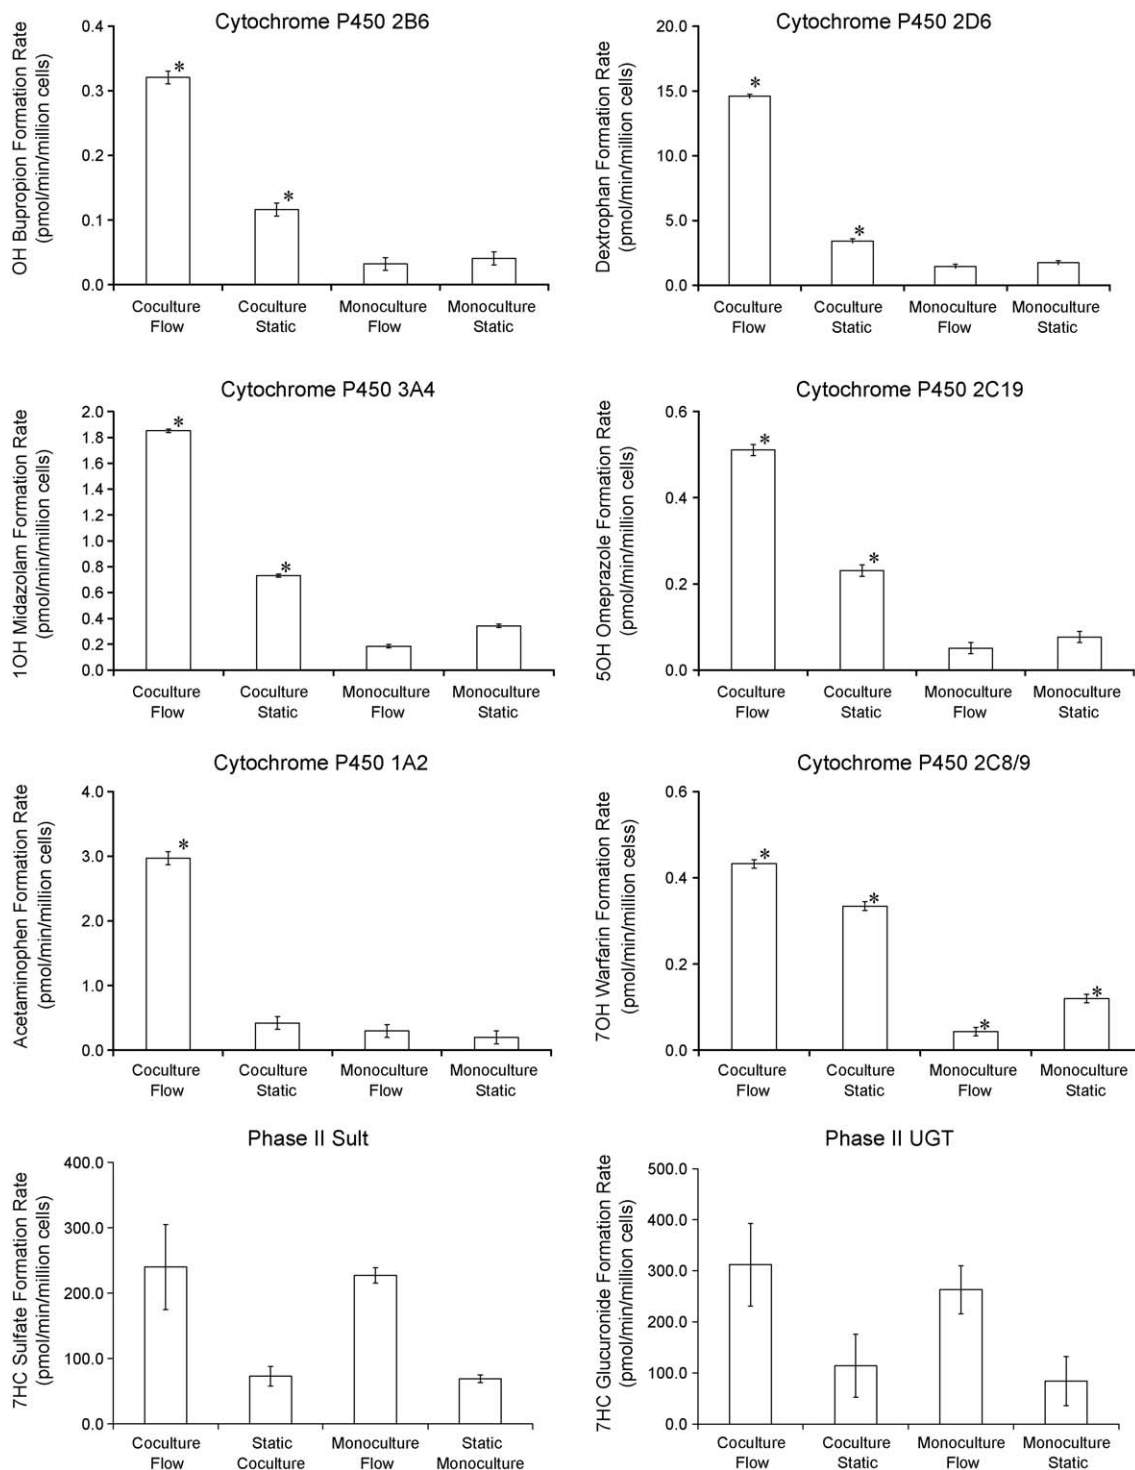 Cytochrome P450 2B6
OH Bupropion Formation Rate
(pmol/min/million cells)
0.4
0.3
0.2
0.1
0.0
*
*
Coculture
Flow
Coculture
Static
Monoculture
Flow
Monoculture
Static
Cytochrome P450 2D6
Dextrophan Formation Rate
(pmol/min/million cells)
20.0
15.0
10.0
5.0
0.0
*
*
Coculture
Flow
Coculture
Static
Monoculture
Flow
Monoculture
Static
Cytochrome P450 3A4
1OH Midazolam Formation Rate
(pmol/min/million cells)
2.0
1.8
1.6
1.4
1.2
1.0
0.8
0.6
0.4
0.2
0.0
*
*
Coculture
Flow
Coculture
Static
Monoculture
Flow
Monoculture
Static
Cytochrome P450 2C19
5OH Omeprazole Formation Rate
(pmol/min/million cells)
0.6
0.4
0.2
0.0
*
*
Coculture
Flow
Coculture
Static
Monoculture
Flow
Monoculture
Static
Cytochrome P450 1A2
Acetaminophen Formation Rate
(pmol/min/million cells)
4.0
3.0
2.0
1.0
0.0
*
Coculture
Flow
Coculture
Static
Monoculture
Flow
Monoculture
Static
Cytochrome P450 2C8/9
7OH Warfarin Formation Rate
(pmol/min/million celss)
0.6
0.4
0.2
0.0
*
*
*
*
Coculture
Flow
Coculture
Static
Monoculture
Flow
Monoculture
Static
Phase II Sult
7HC Sulfate Formation Rate
(pmol/min/million cells)
400.0
300.0
200.0
100.0
0.0
Coculture
Flow
Static
Coculture
Monoculture
Flow
Static
Monoculture
Phase II UGT
7HC Glucuronide Formation Rate
(pmol/min/million cells)
500.0
400.0
300.0
200.0
100.0
0.0
Coculture
Flow
Coculture
Static
Monoculture
Flow
Monoculture
Static